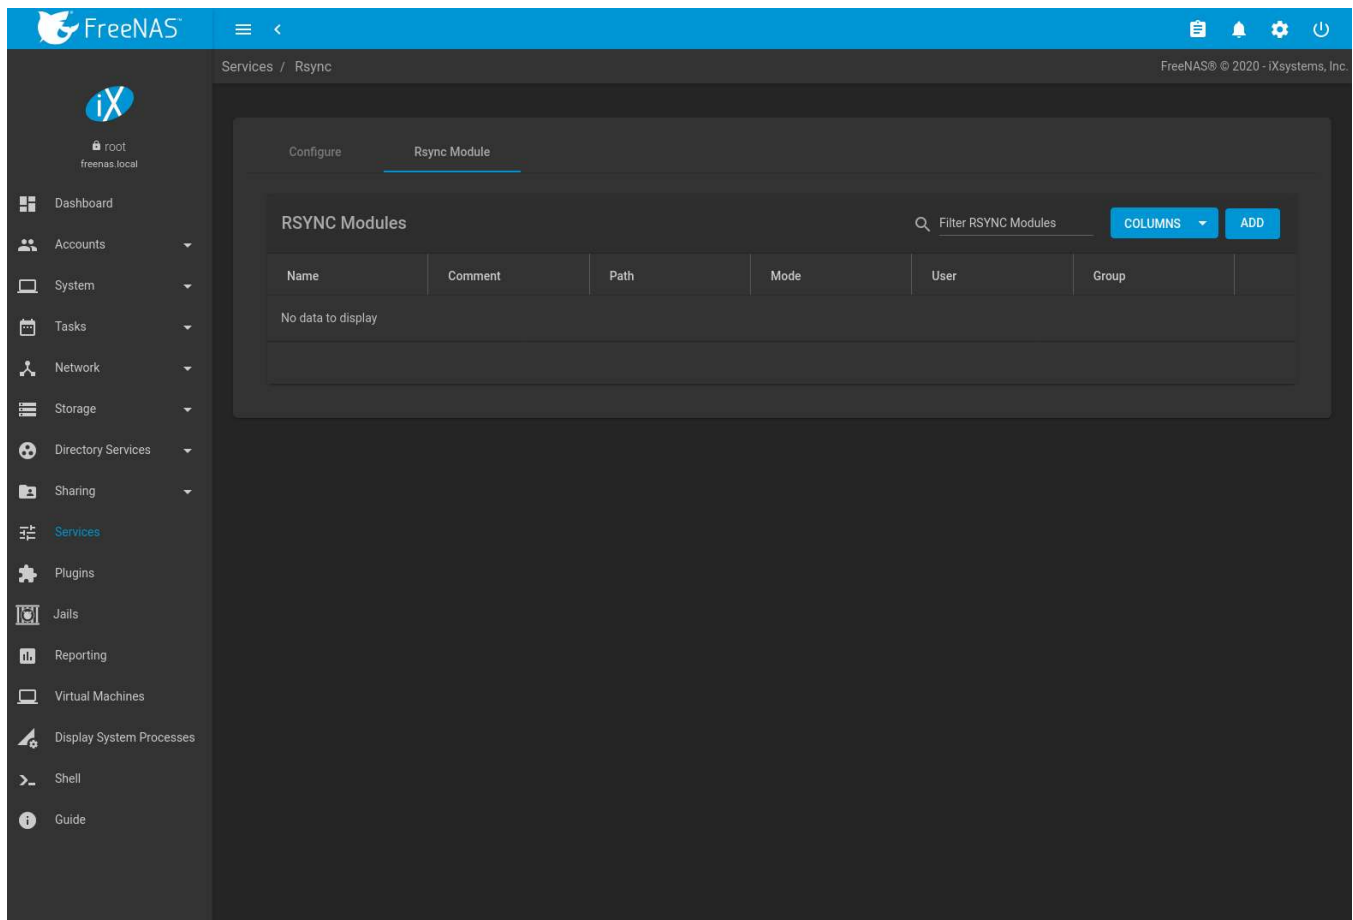 FreeNAS™
Services / Rsync
FreeNAS® © 2020 - iXsystems, Inc.
iX
root
freenas.local
Dashboard
Accounts
System
Tasks
Network
Storage
Directory Services
Sharing
Services
Plugins
Jails
Reporting
Virtual Machines
Display System Processes
Shell
Guide
Configure
Rsync Module
RSYNC Modules
Filter RSYNC Modules
COLUMNS
ADD
Name Comment Path Mode User Group
No data to display